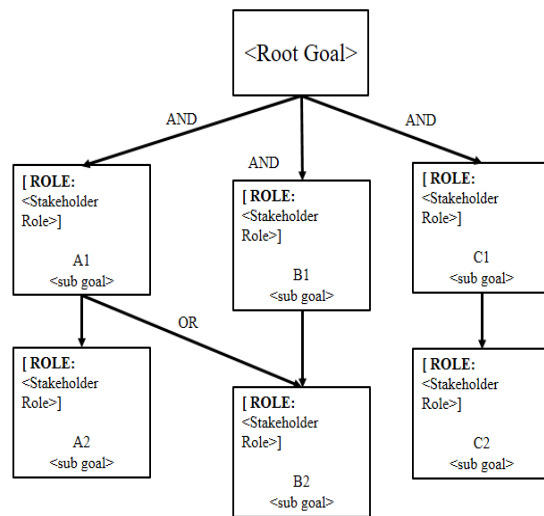 <Root Goal>
AND
AND
AND
[ ROLE:
<Stakeholder
Role>]
A1
<sub goal>
[ ROLE:
<Stakeholder
Role>]
B1
<sub goal>
[ ROLE:
<Stakeholder
Role>]
C1
<sub goal>
OR
[ ROLE:
<Stakeholder
Role>]
A2
<sub goal>
[ ROLE:
<Stakeholder
Role>]
B2
<sub goal>
[ ROLE:
<Stakeholder
Role>]
C2
<sub goal>